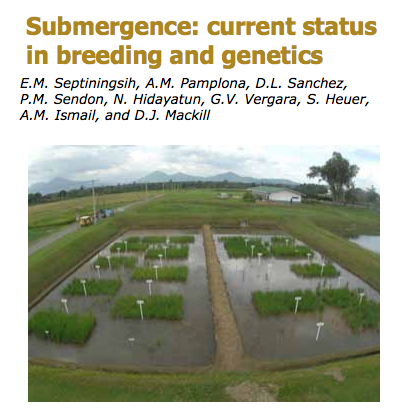 Submergence: current status
in breeding and genetics
E.M. Septiningsih, A.M. Pamplona, D.L. Sanchez,
P.M. Sendon, N. Hidayatun, G.V. Vergara, S. Heuer,
A.M. Ismail, and D.J. Mackill